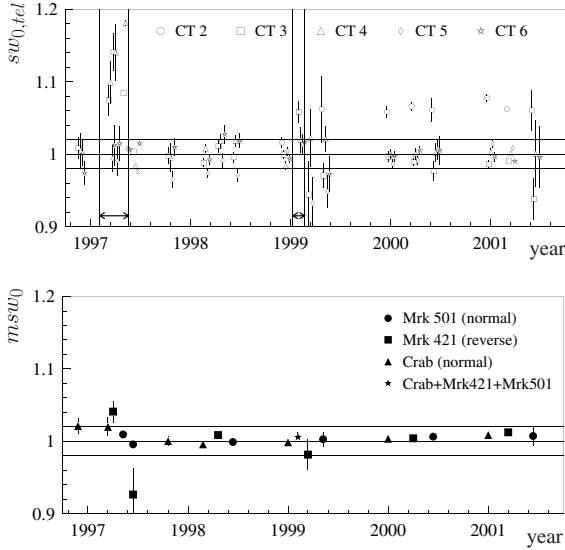 sw0,tel
1.2
CT 2 CT 3 CT 4 CT 5 CT 6
1.1
1
0.9
1997 1998 1999 2000 2001
year
msw0
1.2
Mrk 501 (normal)
Mrk 421 (reverse)
Crab (normal)
Crab+Mrk421+Mrk501
1.1
1
0.9
1997 1998 1999 2000 2001
year